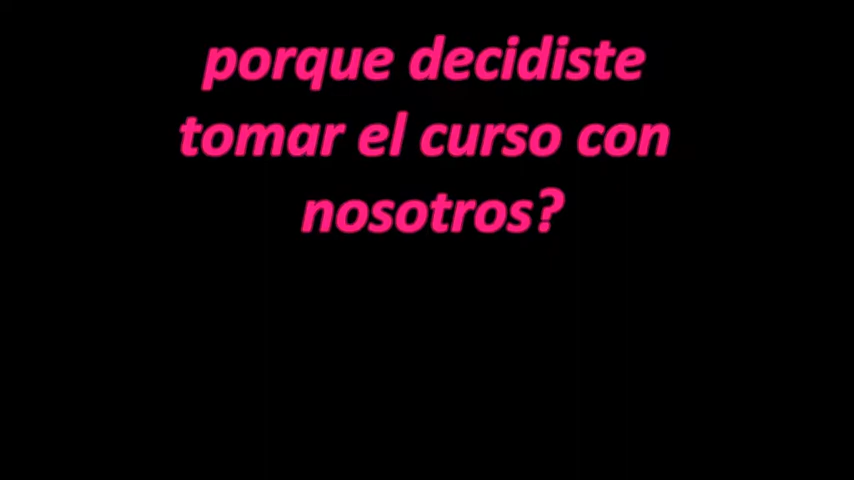 porque decidiste
tomar el curso con
nosotros?